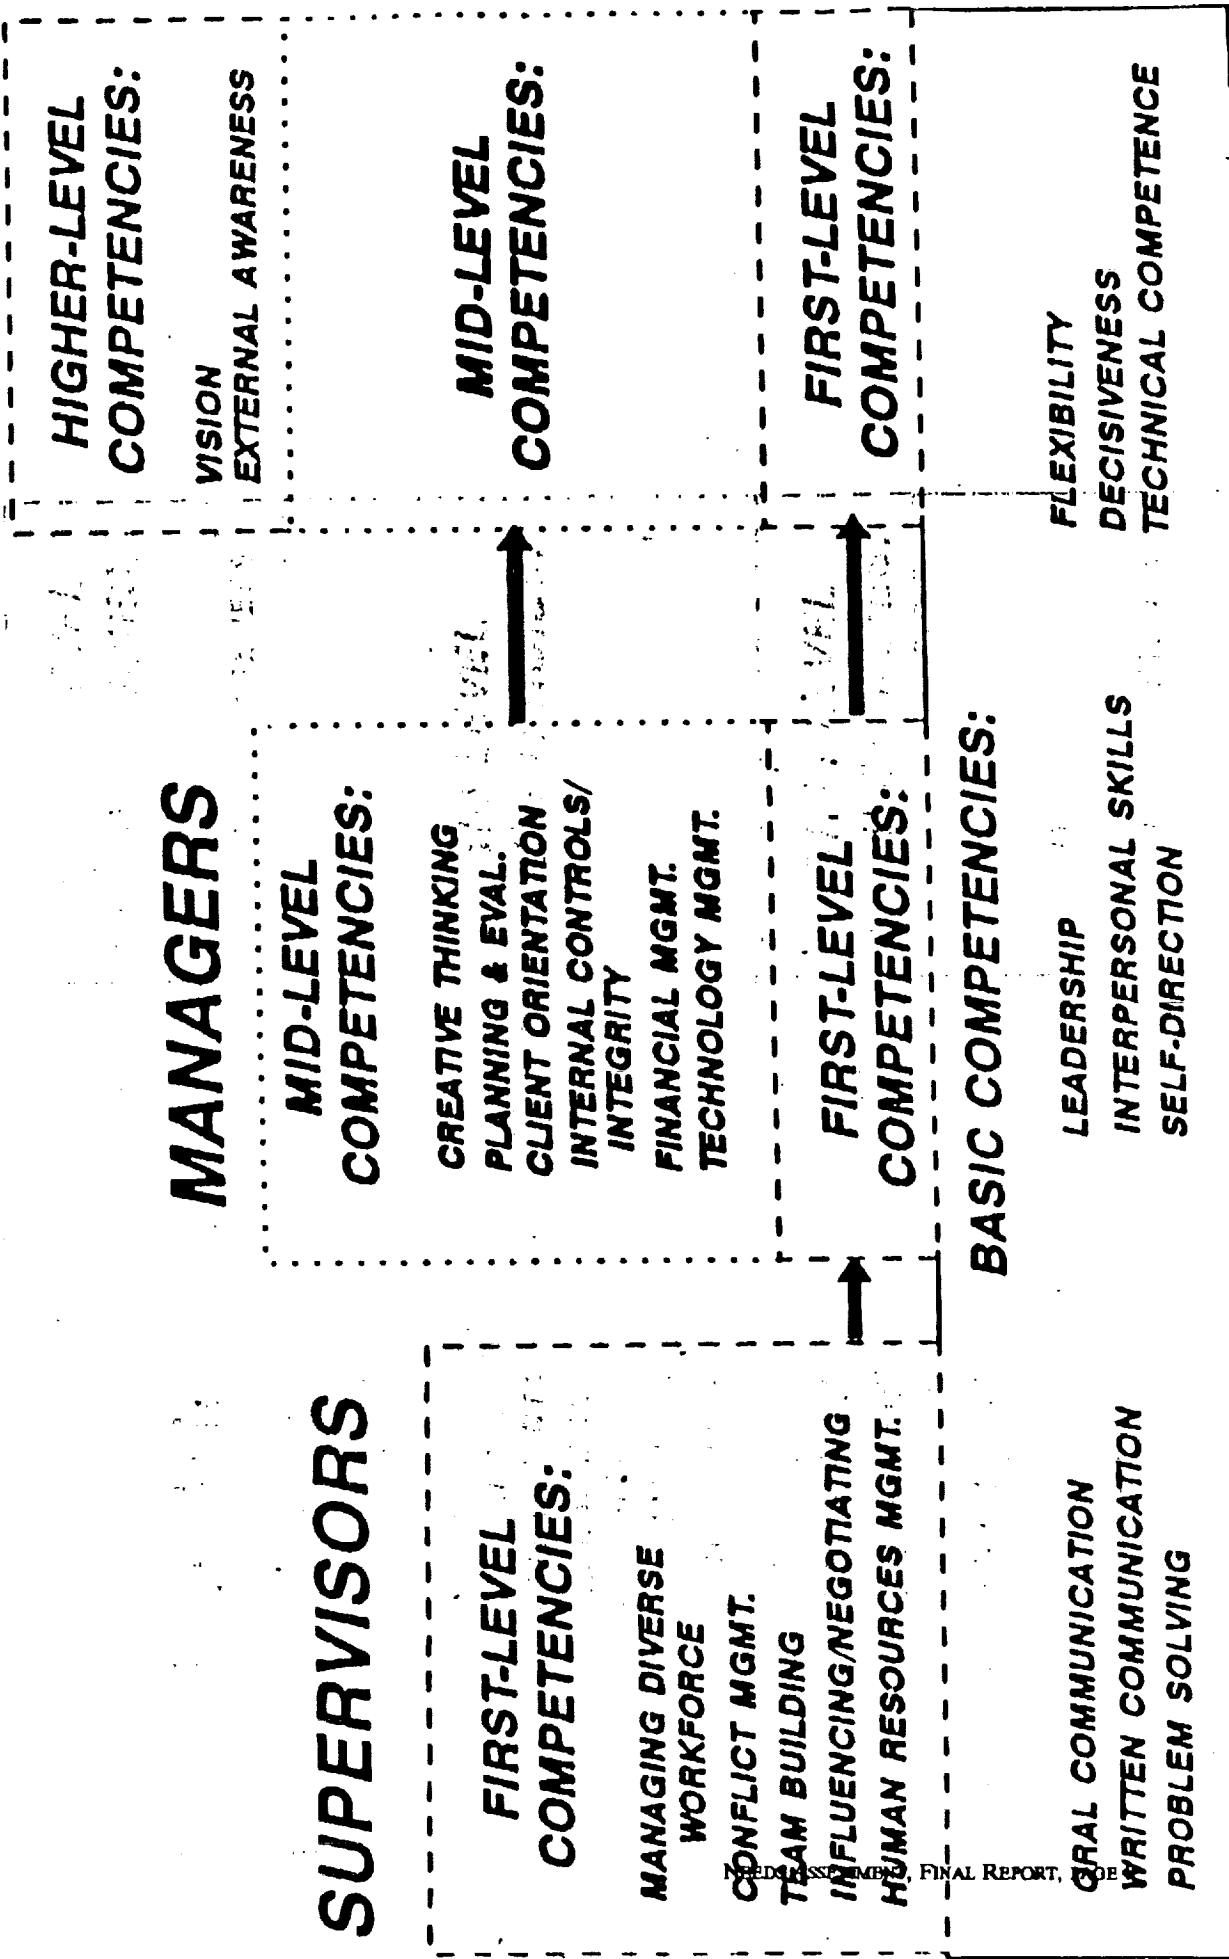 SUPERVISORS
FIRST-LEVEL
COMPETENCIES:
MANAGING DIVERSE
WORKFORCE
CONFLICT MGMT.
TEAM BUILDING
INFLUENCING/NEGOTIATING
HUMAN RESOURCES MGMT.
MANAGERS
MID-LEVEL
COMPETENCIES:
CREATIVE THINKING
PLANNING & EVAL.
CLIENT ORIENTATION
INTERNAL CONTROLS/
INTEGRITY
FINANCIAL MGMT.
TECHNOLOGY MGMT.
FIRST-LEVEL
COMPETENCIES:
HIGHER-LEVEL
COMPETENCIES:
VISION
EXTERNAL AWARENESS
MID-LEVEL
COMPETENCIES:
FIRST-LEVEL
COMPETENCIES:
BASIC COMPETENCIES:
ORAL COMMUNICATION
WRITTEN COMMUNICATION
PROBLEM SOLVING
LEADERSHIP
INTERPERSONAL SKILLS
SELF-DIRECTION
FLEXIBILITY
DECISIVENESS
TECHNICAL COMPETENCE
NEEDS ASSESSMENT, FINAL REPORT, PAGE